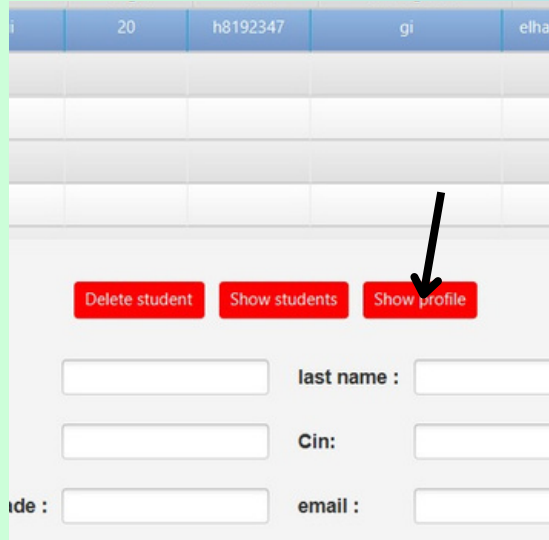 20 h8192347 gi elha
Delete student Show students Show profile
last name :
Cin:
ade : email :